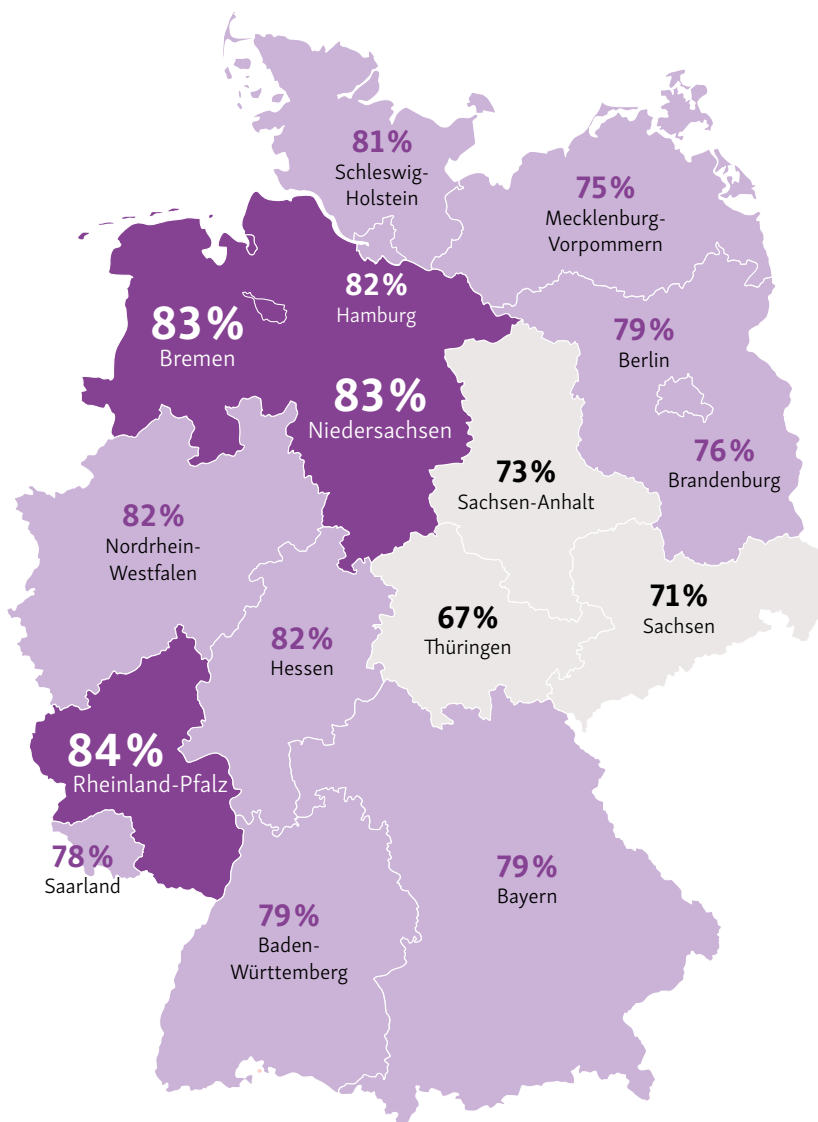 81%
Schleswig-
Holstein
75%
Mecklenburg-
Vorpommern
82%
Hamburg
83%
Bremen
79%
Berlin
83%
Niedersachsen
76%
Brandenburg
73%
Sachsen-Anhalt
82%
Nordrhein-
Westfalen
71%
Sachsen
67%
Thüringen
82%
Hessen
84%
Rheinland-Pfalz
78%
Saarland
79%
Bayern
79%
Baden-
Württemberg